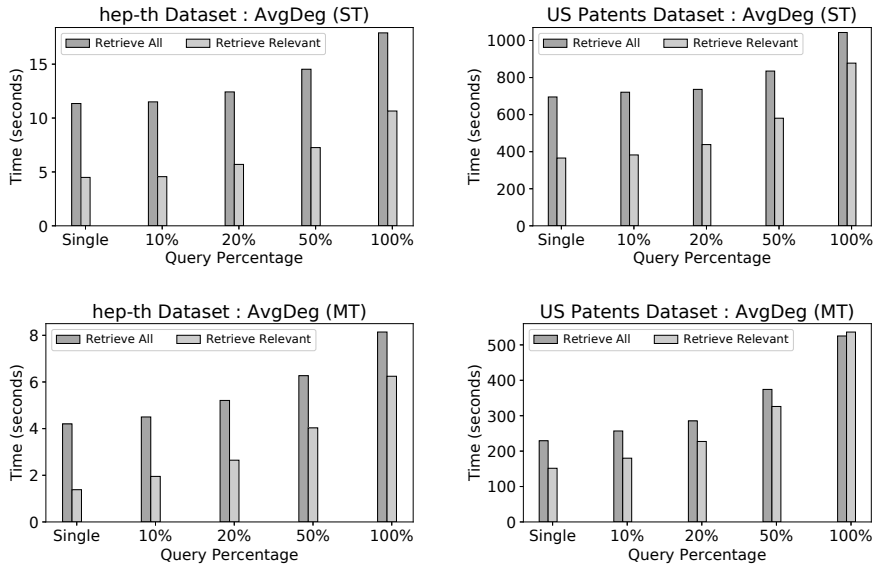 hep-th Dataset : AvgDeg (ST)
Time (seconds)
15
10
5
0
Retrieve All Retrieve Relevant
Single 10% 20% 50% 100%
Query Percentage
US Patents Dataset : AvgDeg (ST)
Time (seconds)
1000
800
600
400
200
0
Retrieve All Retrieve Relevant
Single 10% 20% 50% 100%
Query Percentage
hep-th Dataset : AvgDeg (MT)
Time (seconds)
8
6
4
2
0
Retrieve All Retrieve Relevant
Single 10% 20% 50% 100%
Query Percentage
US Patents Dataset : AvgDeg (MT)
Time (seconds)
500
400
300
200
100
0
Retrieve All Retrieve Relevant
Single 10% 20% 50% 100%
Query Percentage